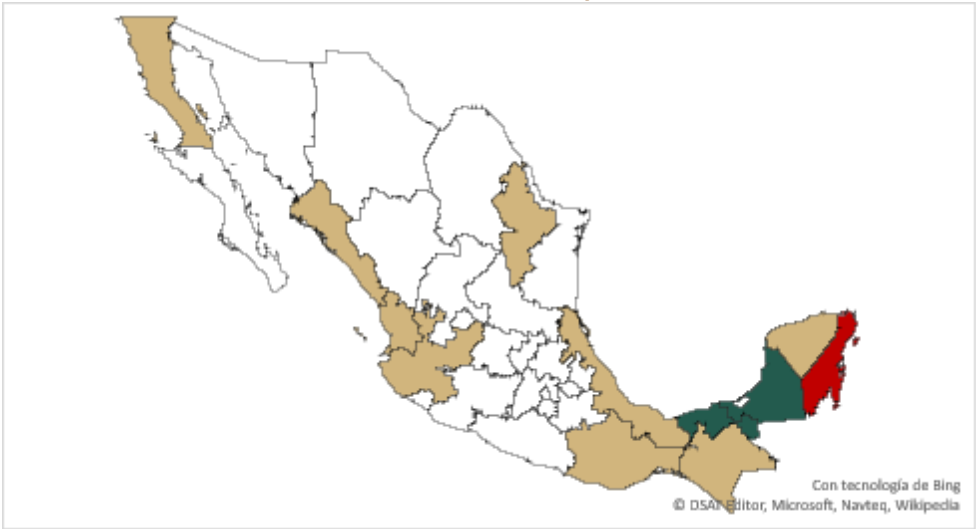 Con tecnología de Bing
© DSAT Editor, Microsoft, Navteq, Wikipedia